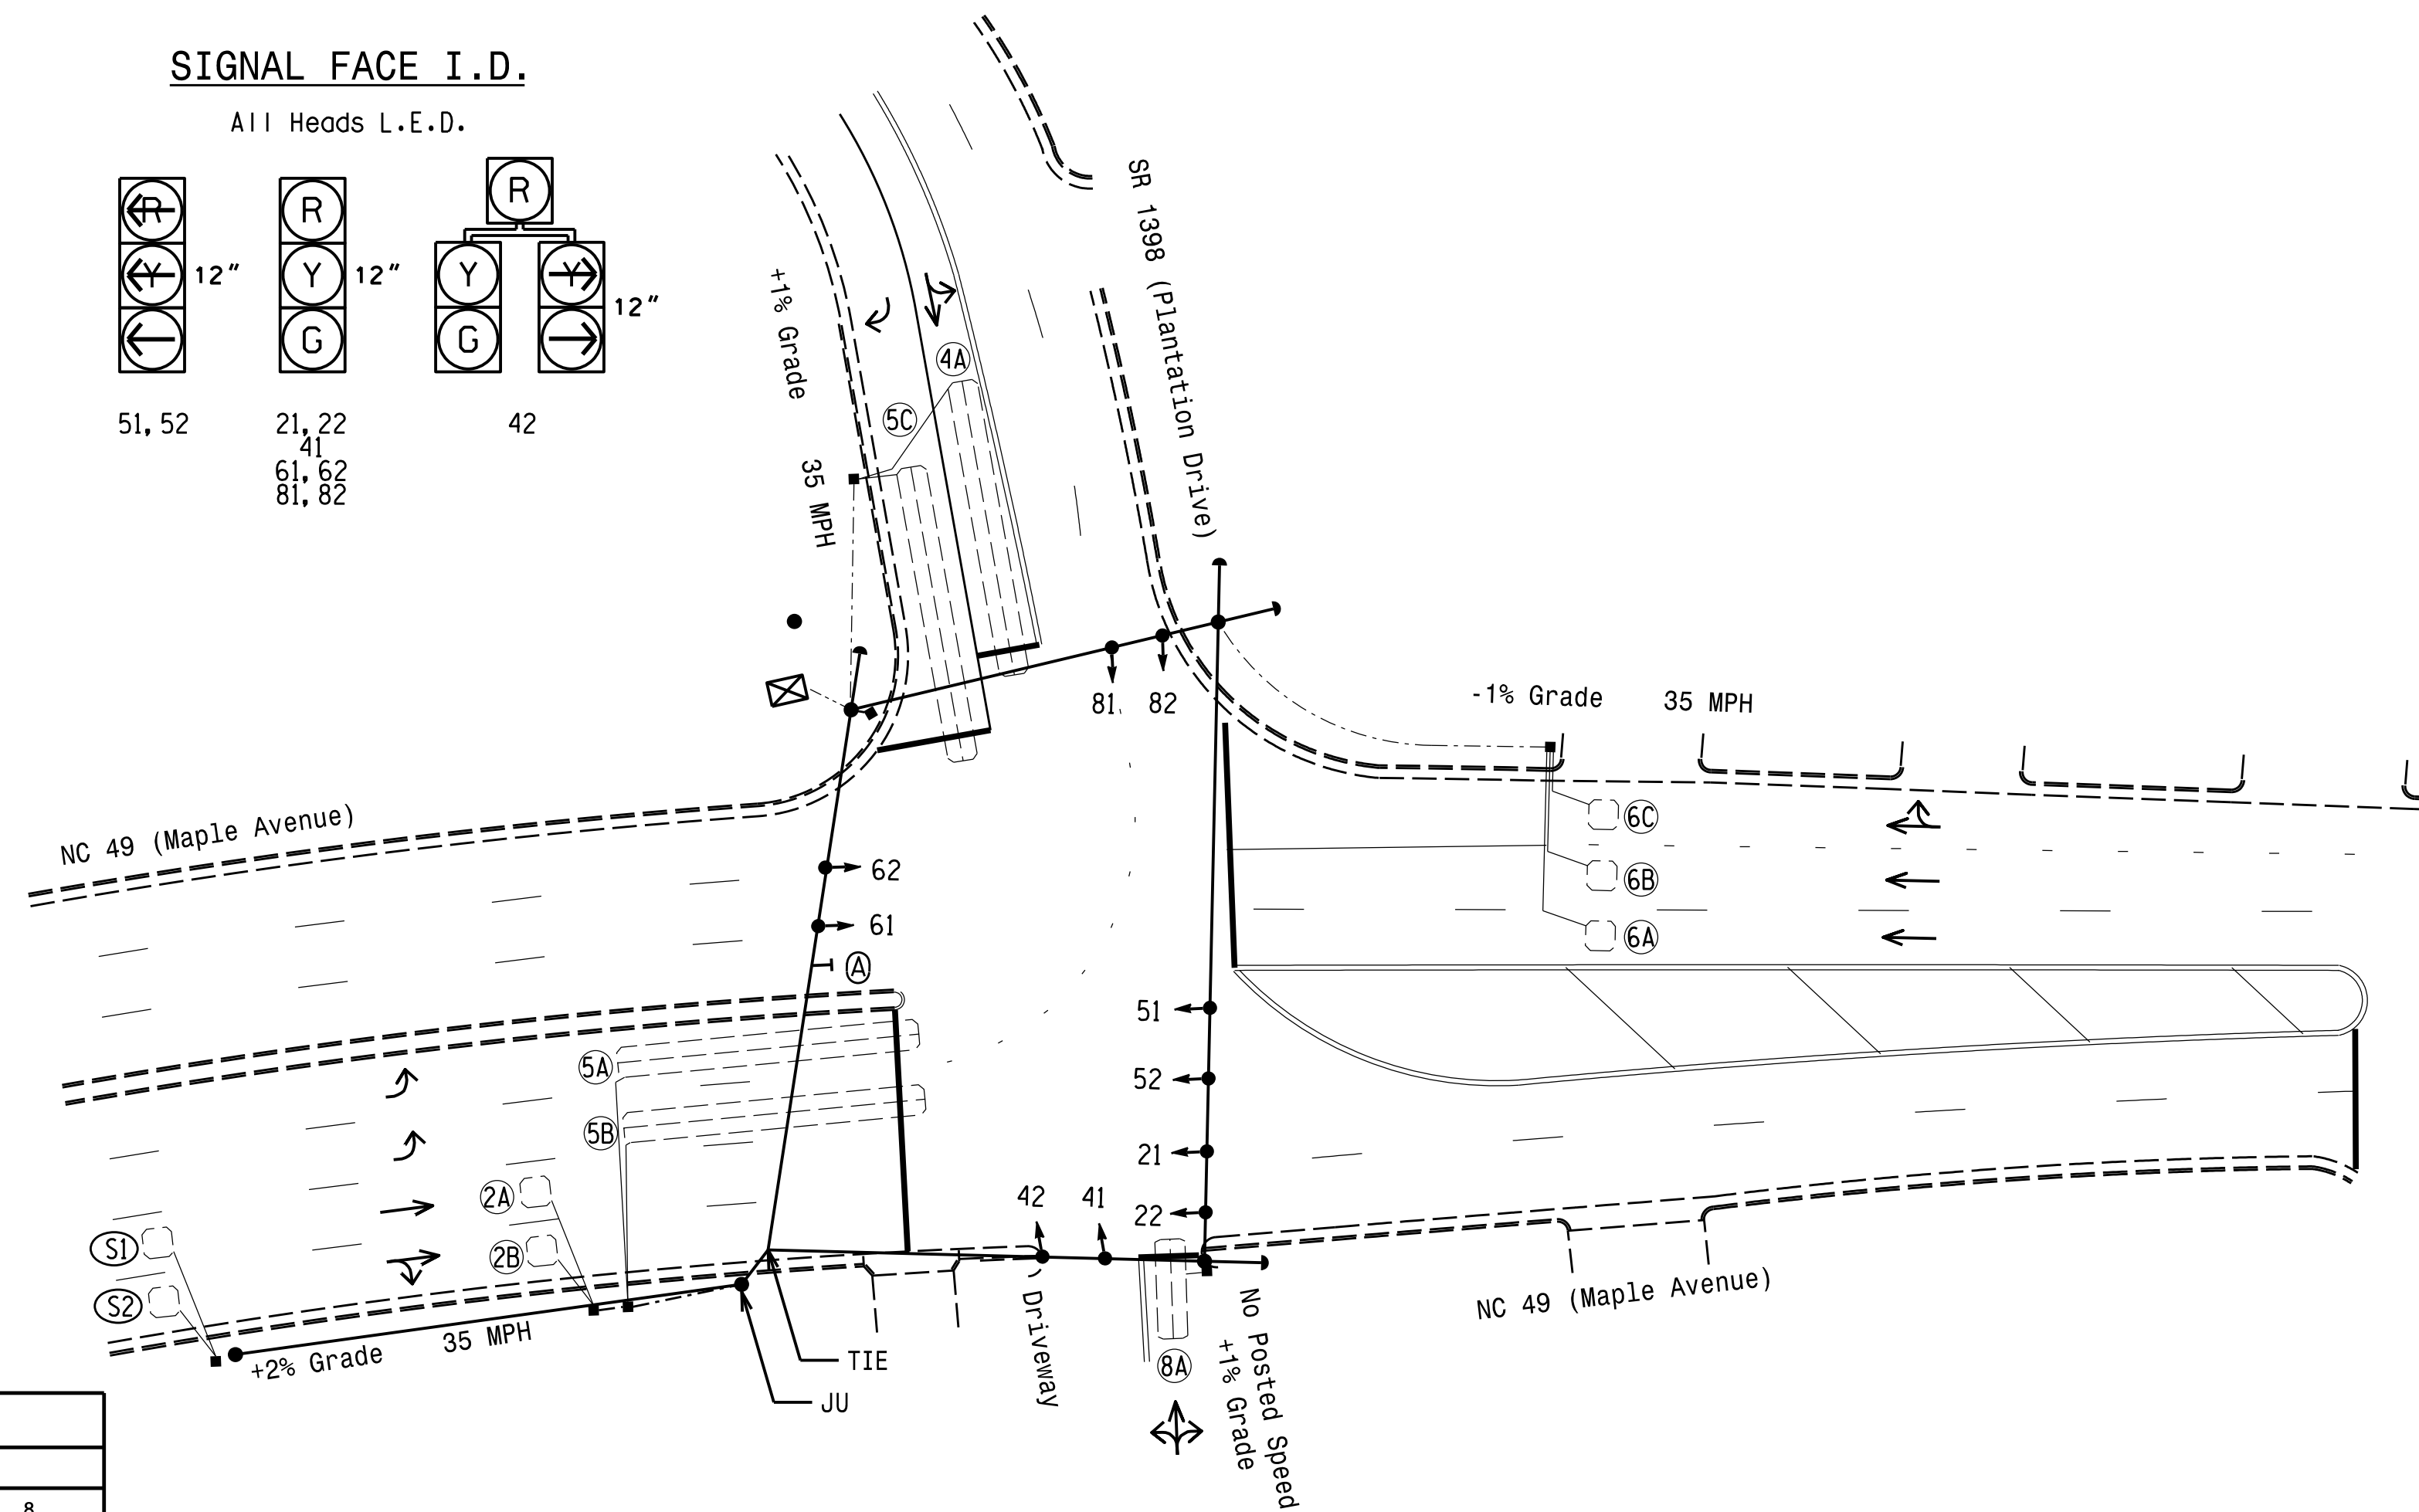 SIGNAL FACE I.D.
All Heads L.E.D.
R
R
R
Y
12"
Y
12"
Y
Y
12"
G
G
51,52
21,22
42
41
61,62
81,82
SR 1398 (Plantation Drive)
+1% Grade
35 MPH
4A
5C
81
82
-1% Grade
35 MPH
NC 49 (Maple Avenue)
6C
6B
6A
62
61
A
51
52
21
22
5A
5B
2A
2B
S1
S2
42
41
+2% Grade
35 MPH
TIE
JU
Driveway
8A
No Posted Speed
+1% Grade
NC 49 (Maple Avenue)
8